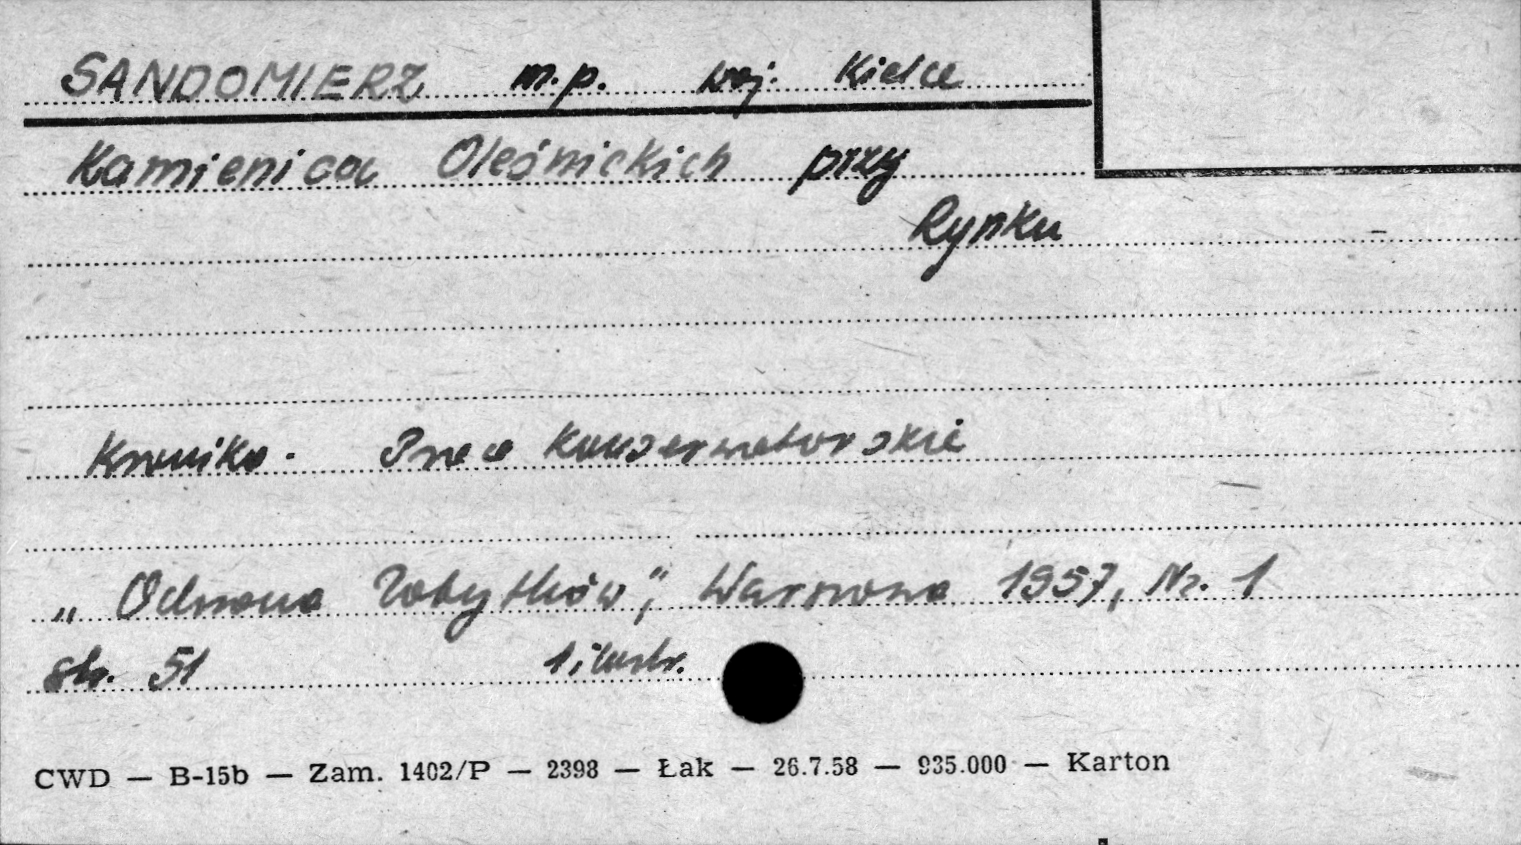 SANDOMIERZ m.p. woj. Kielce
Kamienica Oleśnickich przy
Rynku
Kronika. Prace konserwatorskie
„Ochrona Zabytków", Warszawa 1957, Nr. 1
str. 51 1 ilustr.
CWD — B-15b — Zam. 1402/P — 2398 — Łak — 26.7.58 — 935.000 — Karton